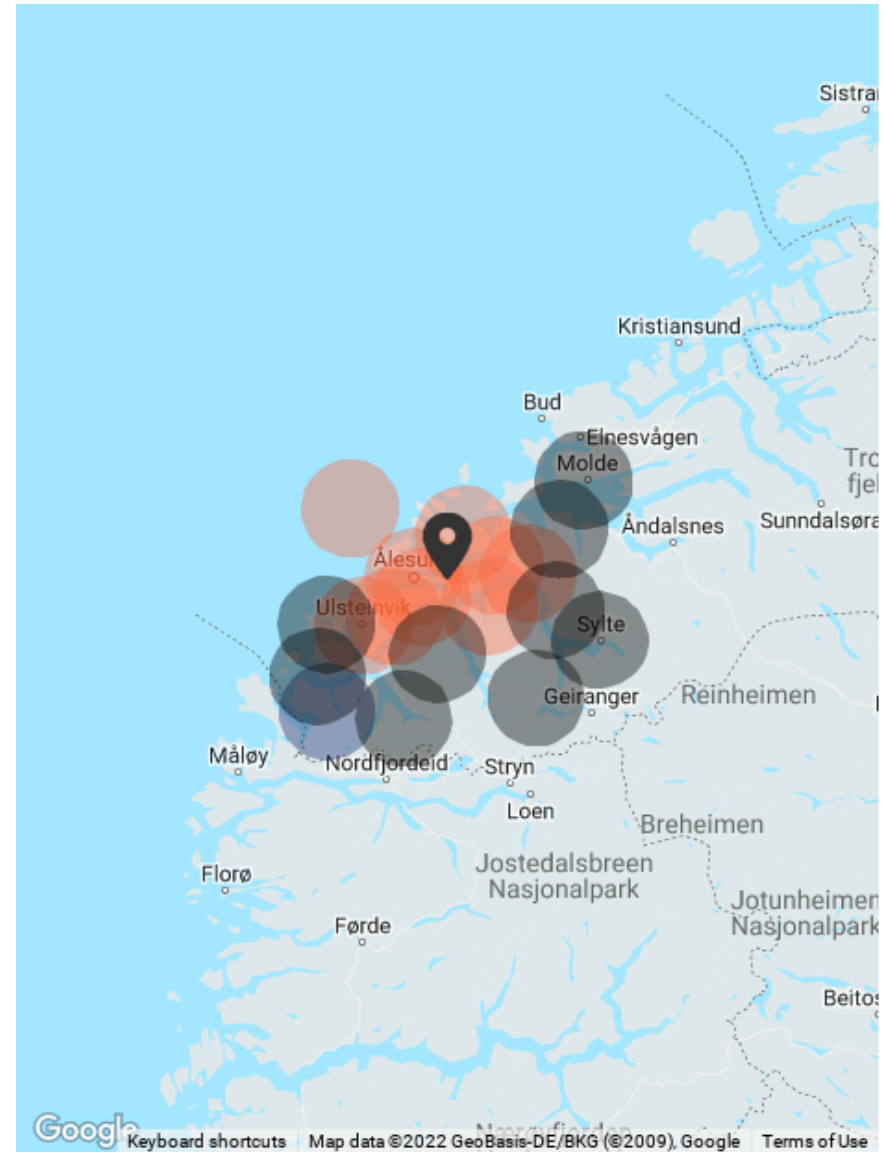 Sistra
Kristiansund
Bud
Elnesvågen
Molde
Tro
fjel
Åndalsnes
Sunndalsøra
Ålesu
Ulsteinvik
Sylte
Geiranger
Reinheimen
Måløy
Nordfjordeid
Stryn
Loen
Breheimen
Jostedalsbreen
Nasjonalpark
Florø
Jotunheimen
Nasjonalpark
Førde
Beitos
Nærøyfjorden
Google
Keyboard shortcuts Map data ©2022 GeoBasis-DE/BKG (©2009), Google Terms of Use